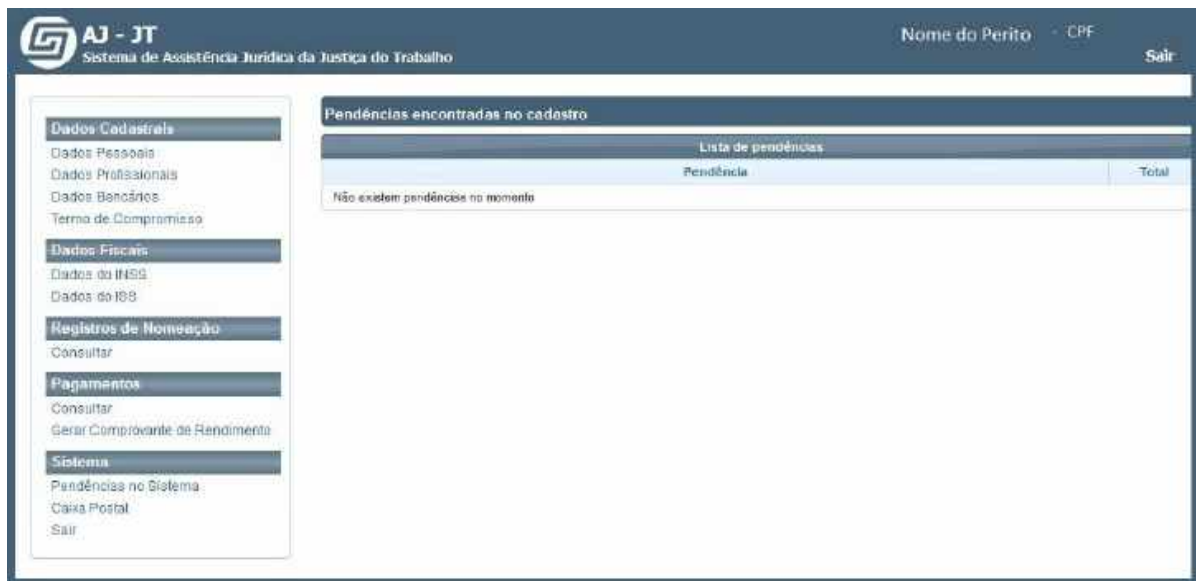 AJ - JT
Sistema de Assistência Jurídica da Justiça do Trabalho
Nome do Perito - CPF
Sair
Dados Cadastrais
Dados Pessoais
Dados Profissionais
Dados Bancários
Termo de Compromisso
Dados Fiscais
Dados do INSS
Dados do ISS
Registros de Nomeação
Consultar
Pagamentos
Consultar
Gerar Comprovante de Rendimento
Sistema
Pendências no Sistema
Caixa Postal
Sair
Pendências encontradas no cadastro
Lista de pendências
Pendência Total
Não existem pendências no momento